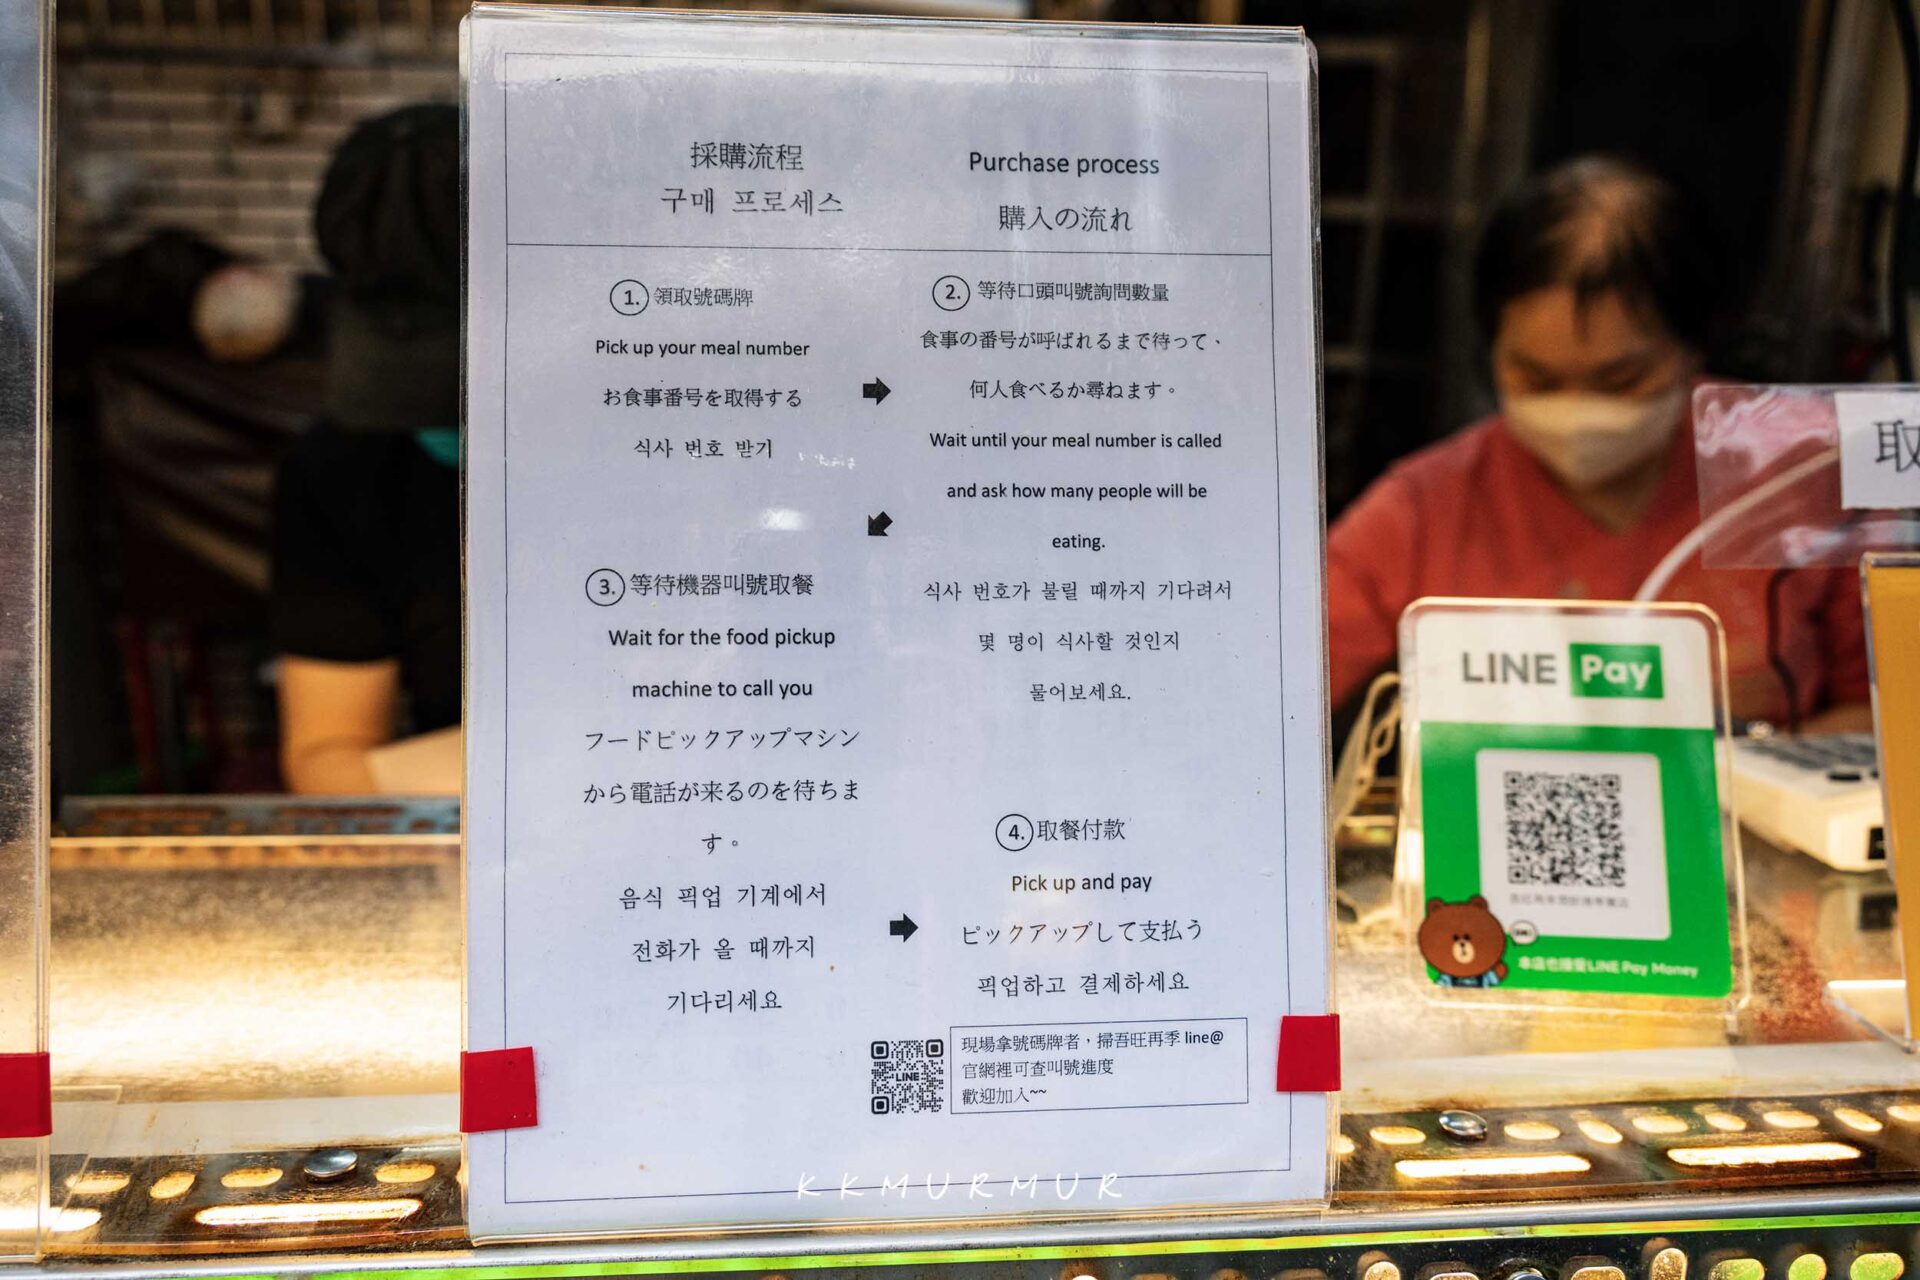 採購流程
구매 프로세스
Purchase process
購入の流れ
1. 領取號碼牌
Pick up your meal number
お食事番号を取得する
식사 번호 받기
2. 等待口頭叫號詢問數量
食事の番号が呼ばれるまで待って、
何人食べるか尋ねます。
Wait until your meal number is called
and ask how many people will be
eating.
식사 번호가 불릴 때까지 기다려서
몇 명이 식사할 것인지
물어보세요.
3. 等待機器叫號取餐
Wait for the food pickup
machine to call you
フードピックアップマシン
から電話が来るのを待ちま
す。
음식 픽업 기계에서
전화가 올 때까지
기다리세요
4. 取餐付款
Pick up and pay
ピックアップして支払う
픽업하고 결제하세요
LINE
現場拿號碼牌者，掃吾旺再季 line@
官網裡可查叫號進度
歡迎加入~~
KKMURMUR
取
LINE Pay
本店也接受LINE Pay Money